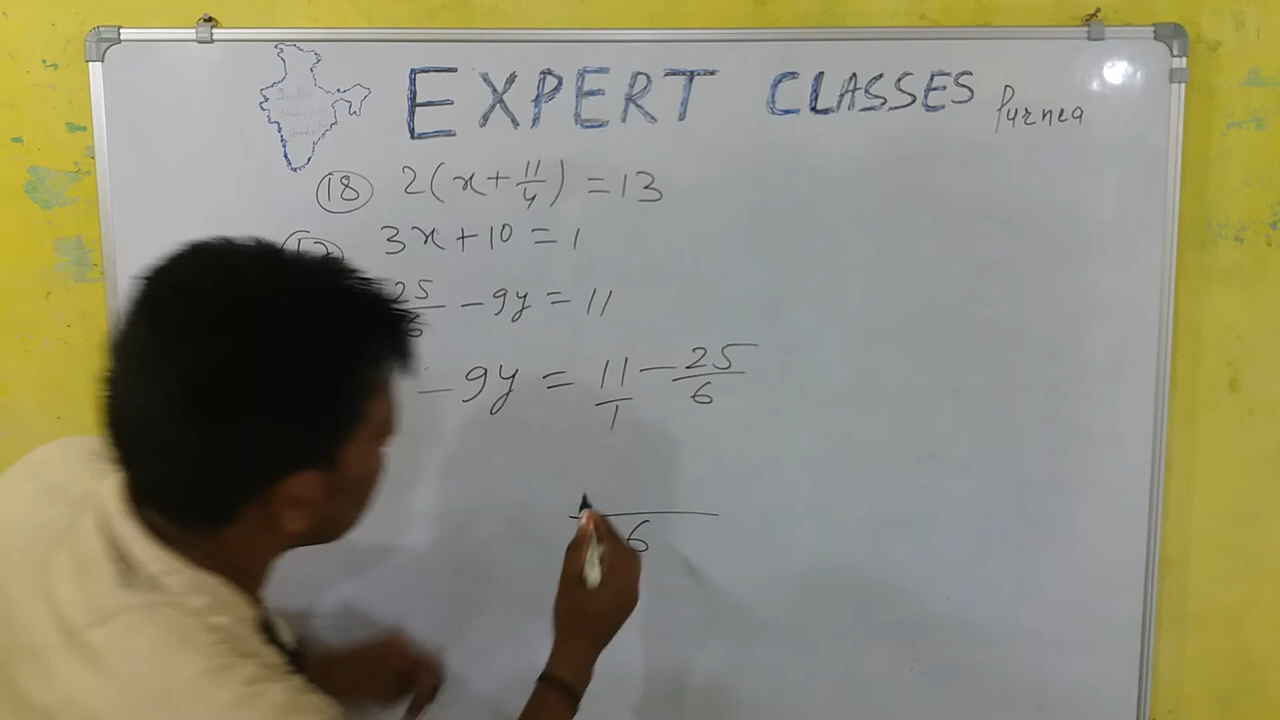 EXPERT CLASSES Purnea
(18) 2(x + 11/4) = 13
(17) 3x + 10 = 1
25/6 - 9y = 11
- 9y = 11/1 - 25/6
6